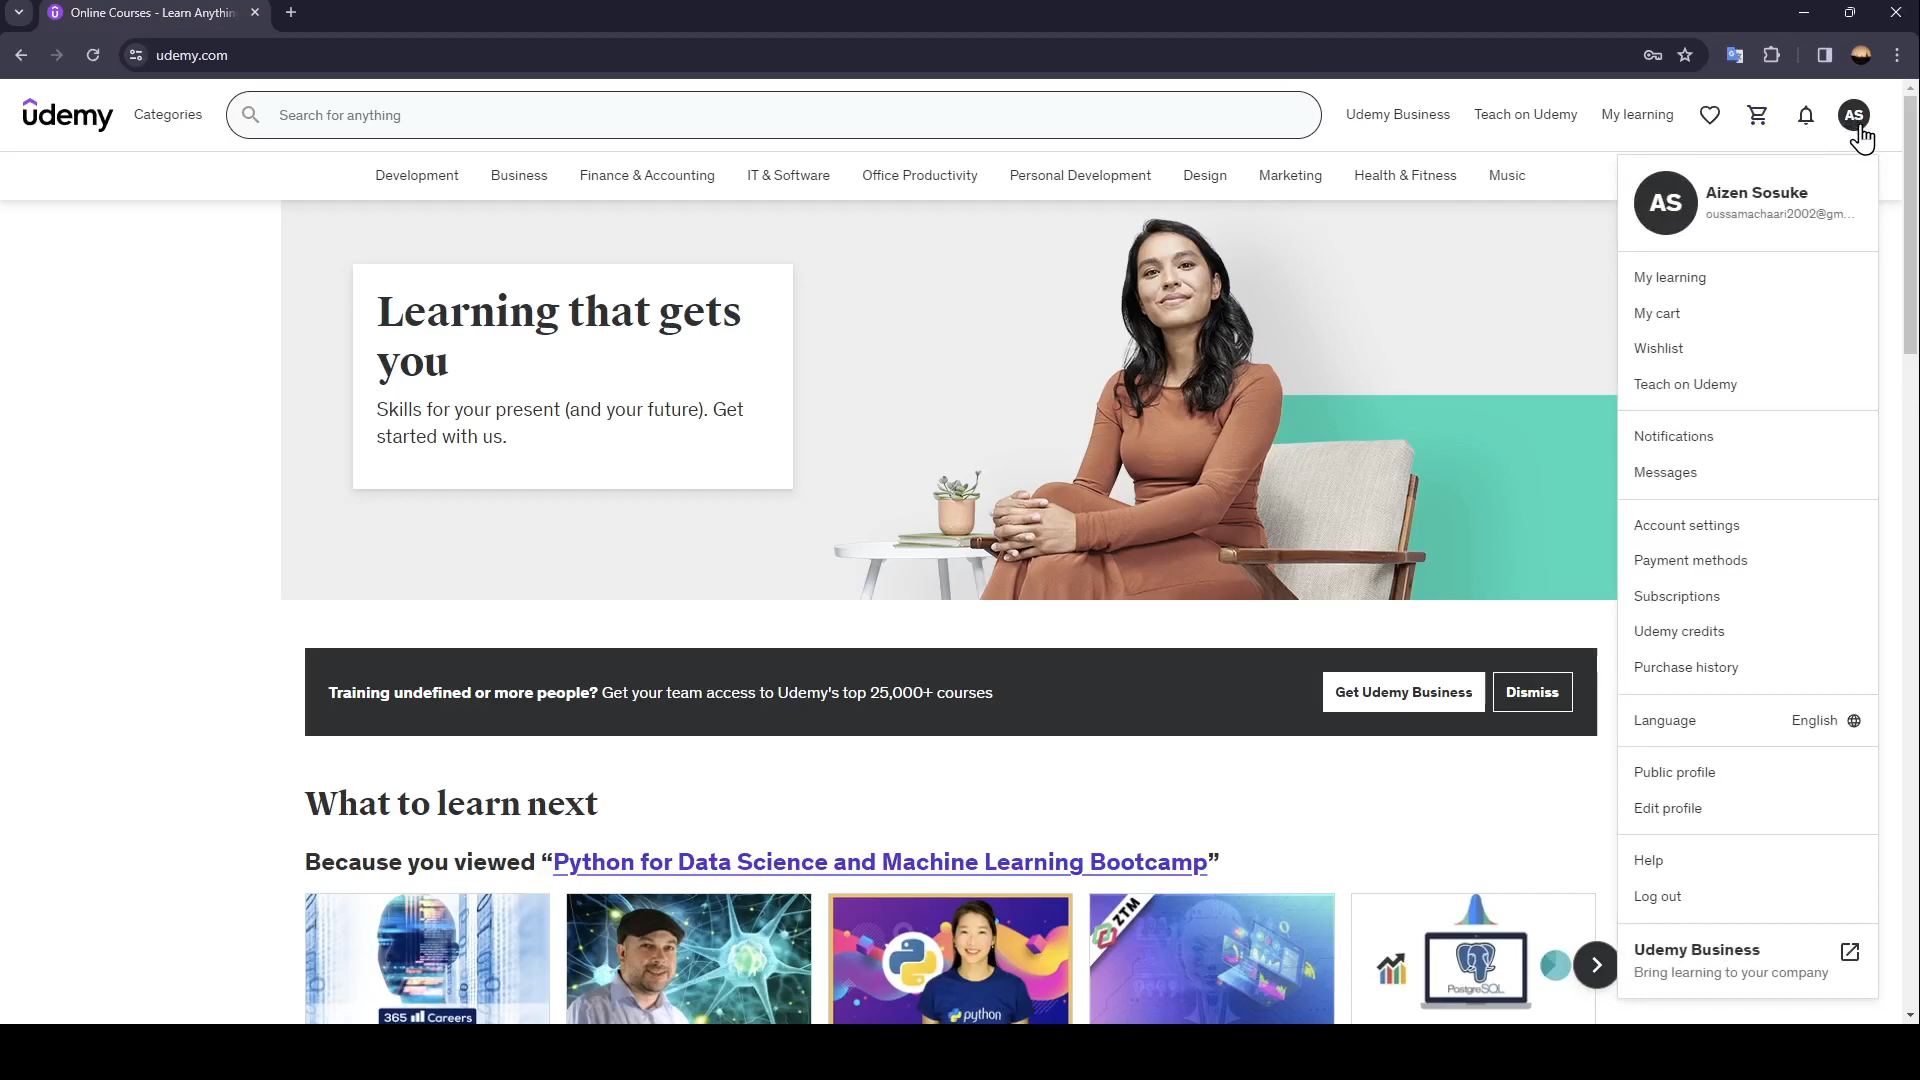 Online Courses - Learn Anythin
udemy.com
ûdemy
Categories
Search for anything
Udemy Business
Teach on Udemy
My learning
AS
Development
Business
Finance & Accounting
IT & Software
Office Productivity
Personal Development
Design
Marketing
Health & Fitness
Music
AS
Aizen Sosuke
oussamachaari2002@gm...
My learning
My cart
Wishlist
Teach on Udemy
Notifications
Messages
Account settings
Payment methods
Subscriptions
Udemy credits
Purchase history
Language
English
Public profile
Edit profile
Help
Log out
Udemy Business
Bring learning to your company
Learning that gets
you
Skills for your present (and your future). Get
started with us.
Training undefined or more people? Get your team access to Udemy's top 25,000+ courses
Get Udemy Business
Dismiss
What to learn next
Because you viewed “Python for Data Science and Machine Learning Bootcamp”
365 Careers
python
ZTM
PostgreSQL